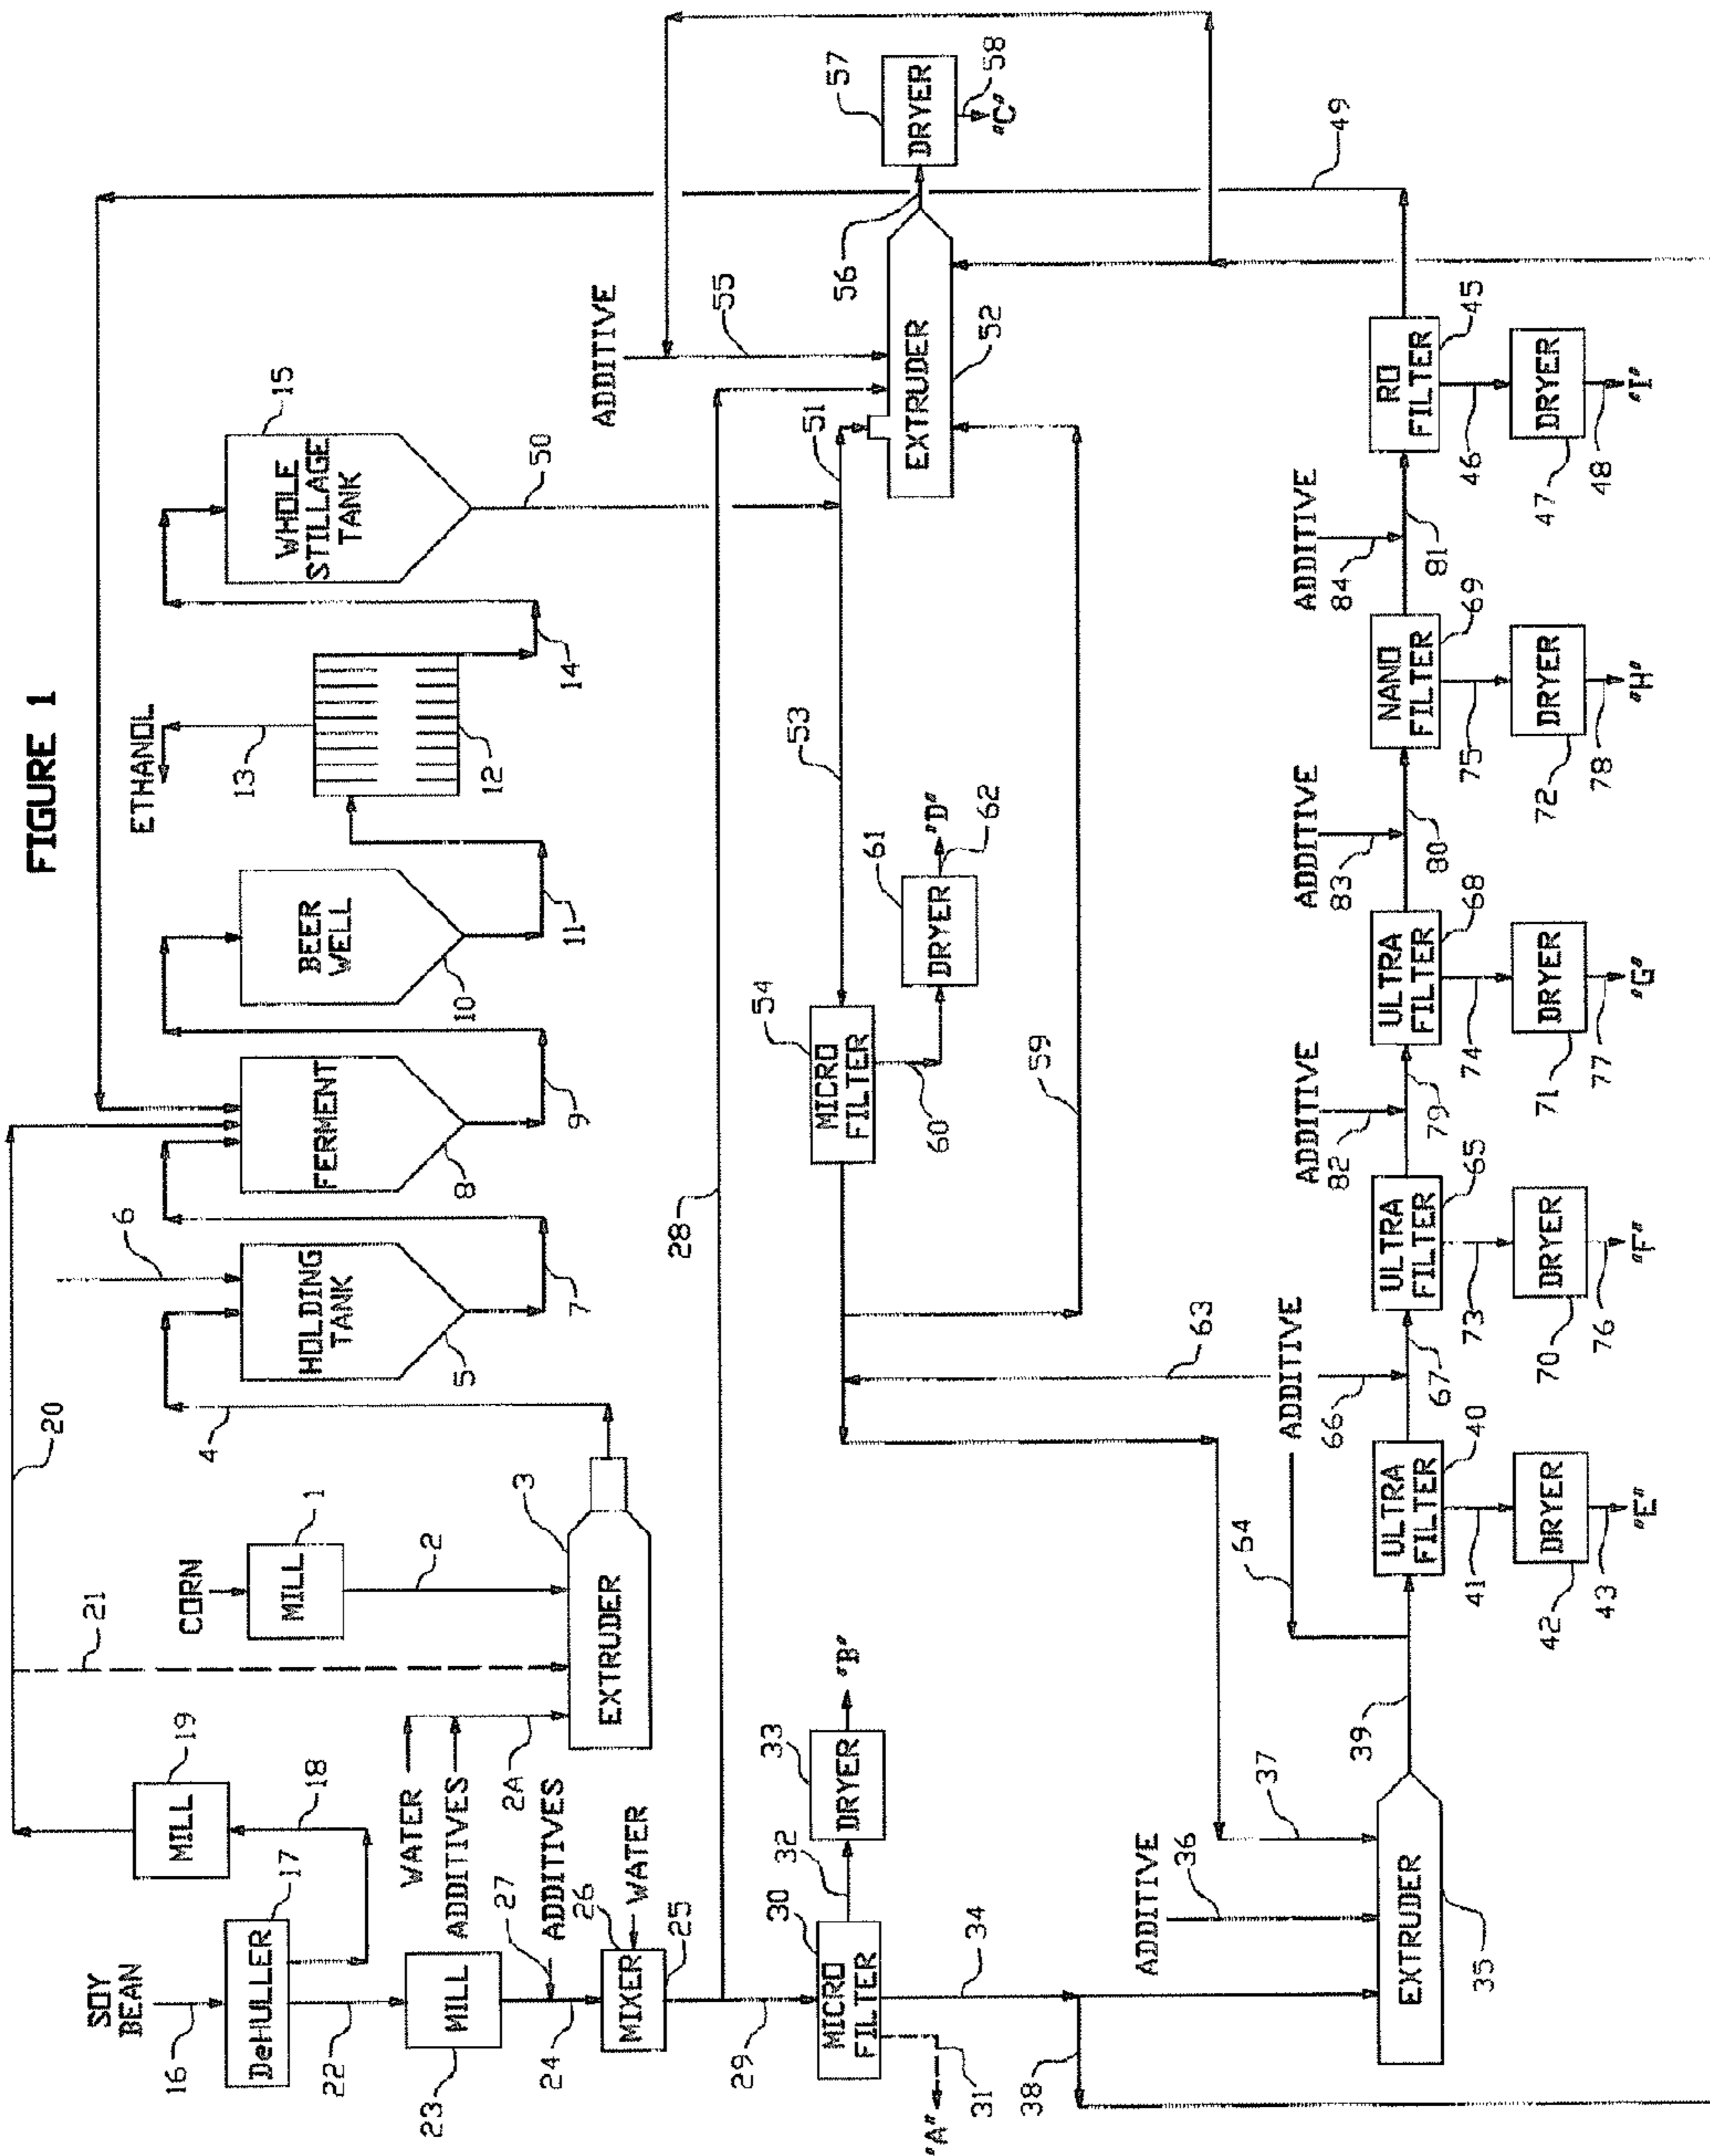 FIGURE 1
SOY
BEAN
16
DeHULLER
17
18
MILL
19
20
21
22
MILL
23
24
27
ADDITIVES
MIXER
26
WATER
25
28
29
CORN
MILL
1
2
WATER
ADDITIVES
2A
EXTRUDER
3
4
HOLDING
TANK
5
6
7
FERMENT
8
9
BEER
WELL
10
11
12
13
ETHANOL
14
WHOLE
STILLAGE
TANK
15
50
51
53
ADDITIVE
55
EXTRUDER
52
56
DRYER
57
58
"C"
49
MICRO
FILTER
54
60
DRYER
61
62
"D"
59
63
MICRO
FILTER
30
31
"A"
32
DRYER
33
"B"
34
38
ADDITIVE
36
37
EXTRUDER
35
39
ADDITIVE
64
ULTRA
FILTER
40
41
DRYER
42
43
"E"
66
67
ULTRA
FILTER
65
73
DRYER
70
76
"F"
ADDITIVE
82
79
ULTRA
FILTER
68
74
DRYER
71
77
"G"
ADDITIVE
83
80
NANO
FILTER
69
75
DRYER
72
78
"H"
ADDITIVE
84
81
RO
FILTER
45
46
DRYER
47
48
"I"